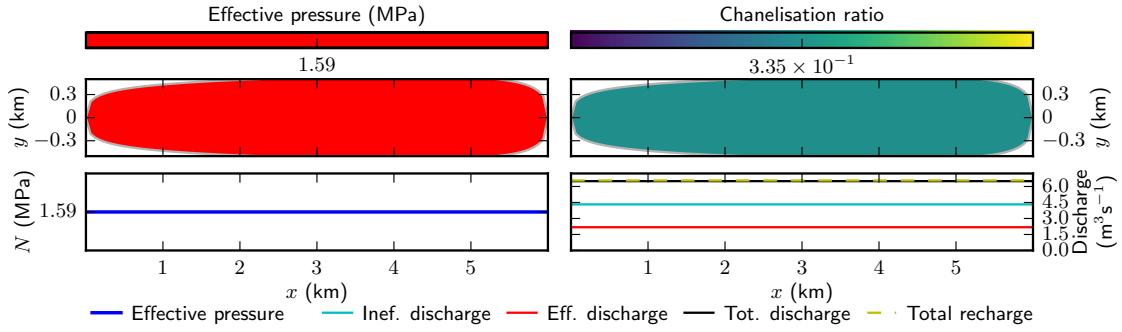 Effective pressure (MPa)
Chanelisation ratio
1.59
3.35 × 10⁻¹
y (km)
0.3
0
−0.3
0.3
0
−0.3
y (km)
N (MPa)
1.59
6.0
4.5
3.0
1.5
0.0
Discharge
(m³s⁻¹)
1 2 3 4 5
1 2 3 4 5
x (km)
x (km)
Effective pressure Inef. discharge Eff. discharge Tot. discharge Total recharge